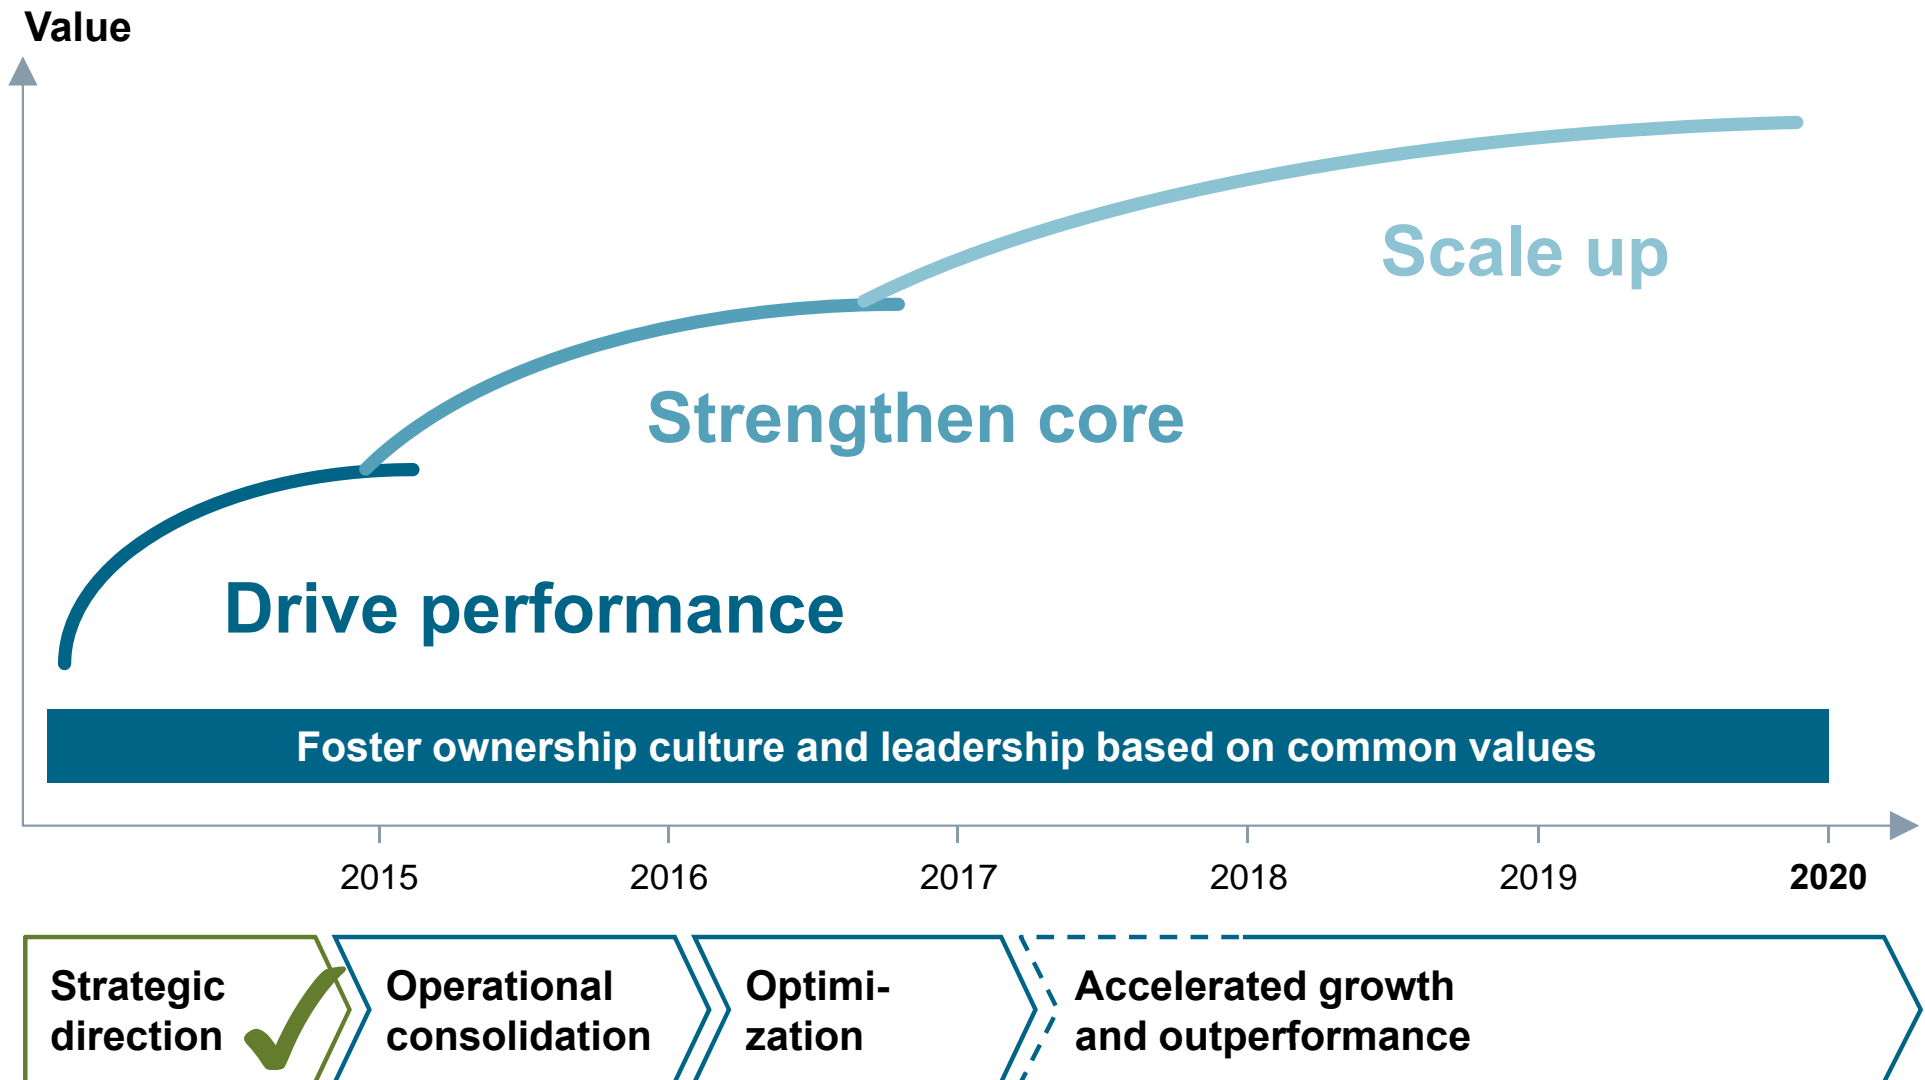 Value
Scale up
Strengthen core
Drive performance
Foster ownership culture and leadership based on common values
2015 2016 2017 2018 2019 2020
Strategic
direction
Operational
consolidation
Optimi-
zation
Accelerated growth
and outperformance